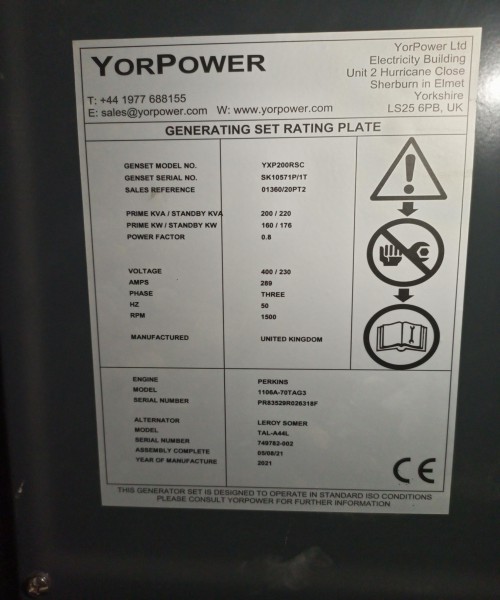 YORPOWER
T: +44 1977 688155
E: sales@yorpower.com W: www.yorpower.com
YorPower Ltd
Electricity Building
Unit 2 Hurricane Close
Sherburn in Elmet
Yorkshire
LS25 6PB, UK
GENERATING SET RATING PLATE
GENSET MODEL NO. YXP200RSC
GENSET SERIAL NO. SK10571P/1T
SALES REFERENCE 01360/20PT2
PRIME KVA / STANDBY KVA 200 / 220
PRIME KW / STANDBY KW 160 / 176
POWER FACTOR 0.8
VOLTAGE 400 / 230
AMPS 289
PHASE THREE
HZ 50
RPM 1500
MANUFACTURED UNITED KINGDOM
ENGINE PERKINS
MODEL 1106A-70TAG3
SERIAL NUMBER PR83529R026318F
ALTERNATOR LEROY SOMER
MODEL TAL-A44L
SERIAL NUMBER 749782-002
ASSEMBLY COMPLETE 05/08/21
YEAR OF MANUFACTURE 2021
CE
THIS GENERATOR SET IS DESIGNED TO OPERATE IN STANDARD ISO CONDITIONS
PLEASE CONSULT YORPOWER FOR FURTHER INFORMATION